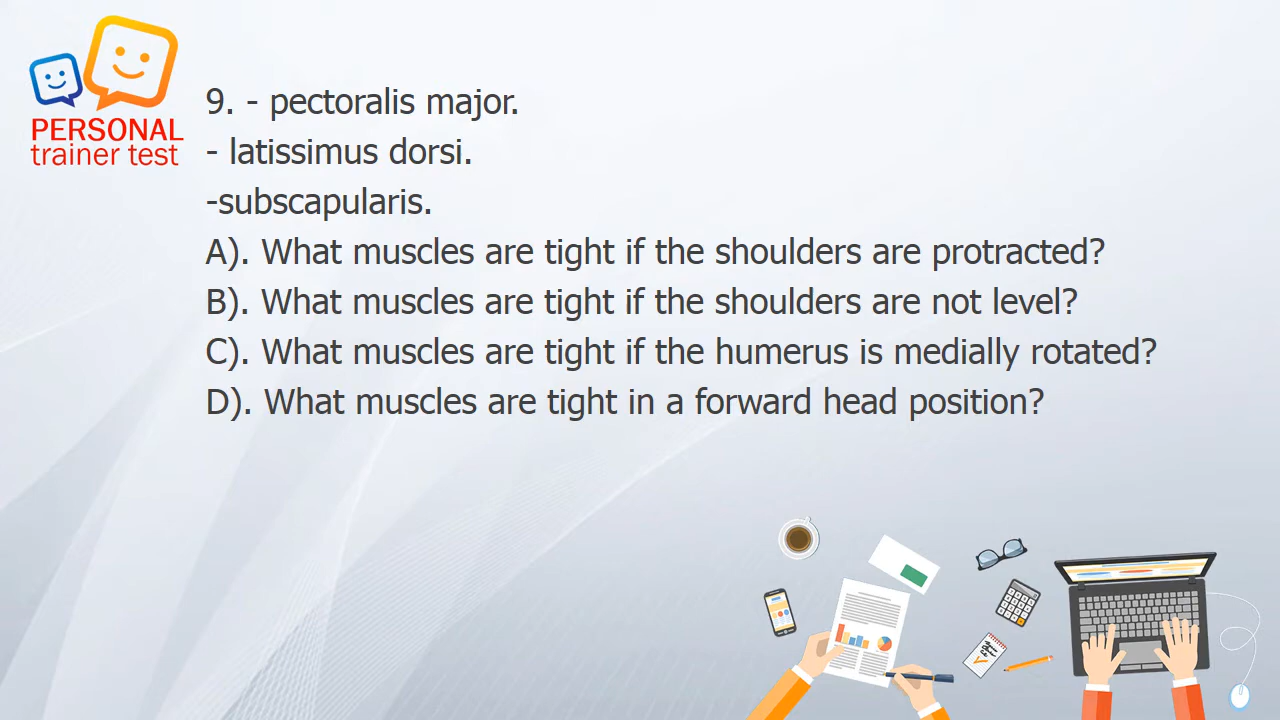 PERSONAL
trainer test
9. - pectoralis major.
- latissimus dorsi.
-subscapularis.
A). What muscles are tight if the shoulders are protracted?
B). What muscles are tight if the shoulders are not level?
C). What muscles are tight if the humerus is medially rotated?
D). What muscles are tight in a forward head position?